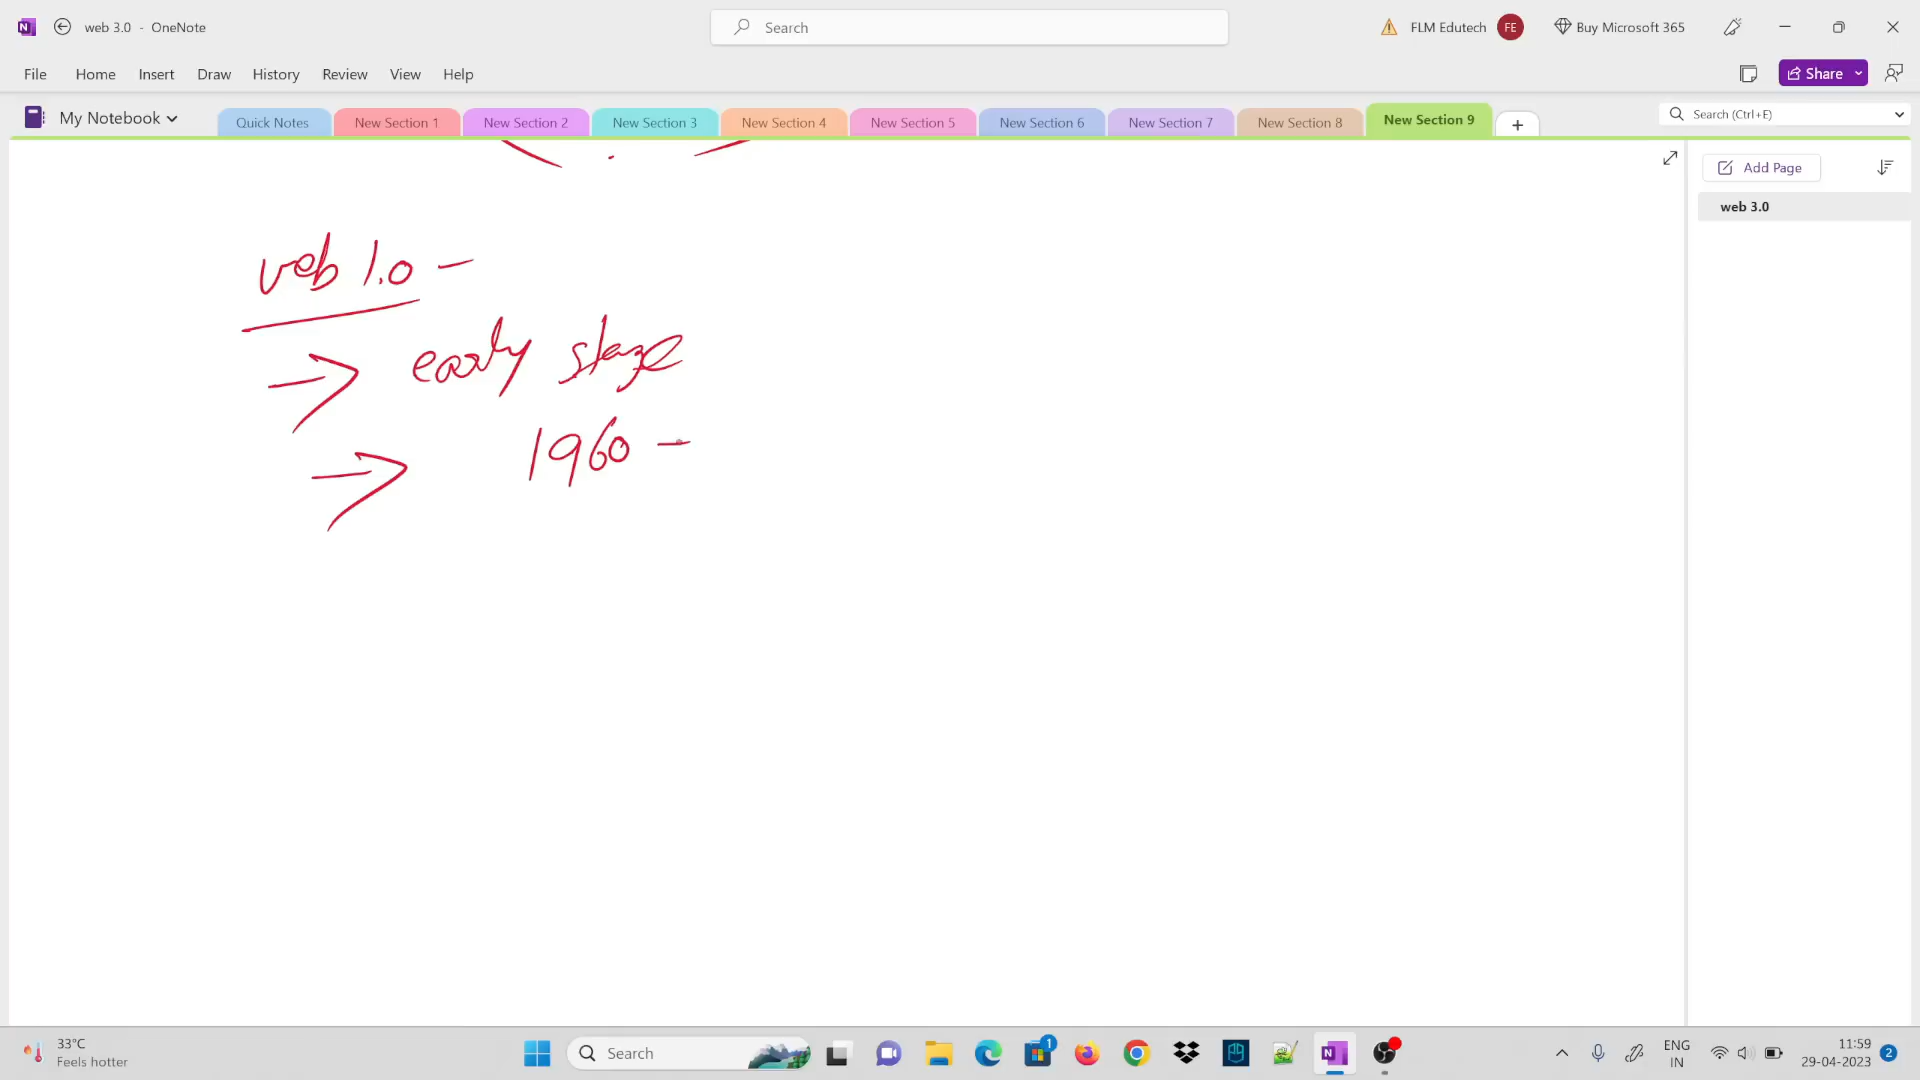 web 3.0 - OneNote
Search
FLM Edutech
FE
Buy Microsoft 365
File
Home
Insert
Draw
History
Review
View
Help
Share
My Notebook
Quick Notes
New Section 1
New Section 2
New Section 3
New Section 4
New Section 5
New Section 6
New Section 7
New Section 8
New Section 9
+
Search (Ctrl+E)
Add Page
web 3.0
web 1.0 -
→ early stage
→ 1960 -
33°C
Feels hotter
Search
1
ENG
IN
11:59
29-04-2023
2